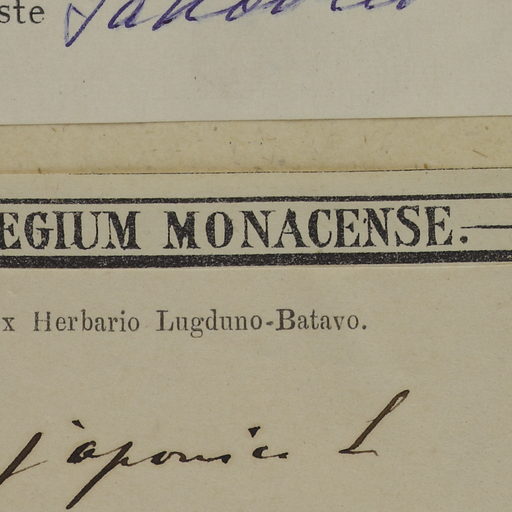 ste
EGIUM MONACENSE.
x Herbario Lugduno-Batavo.
japonica L